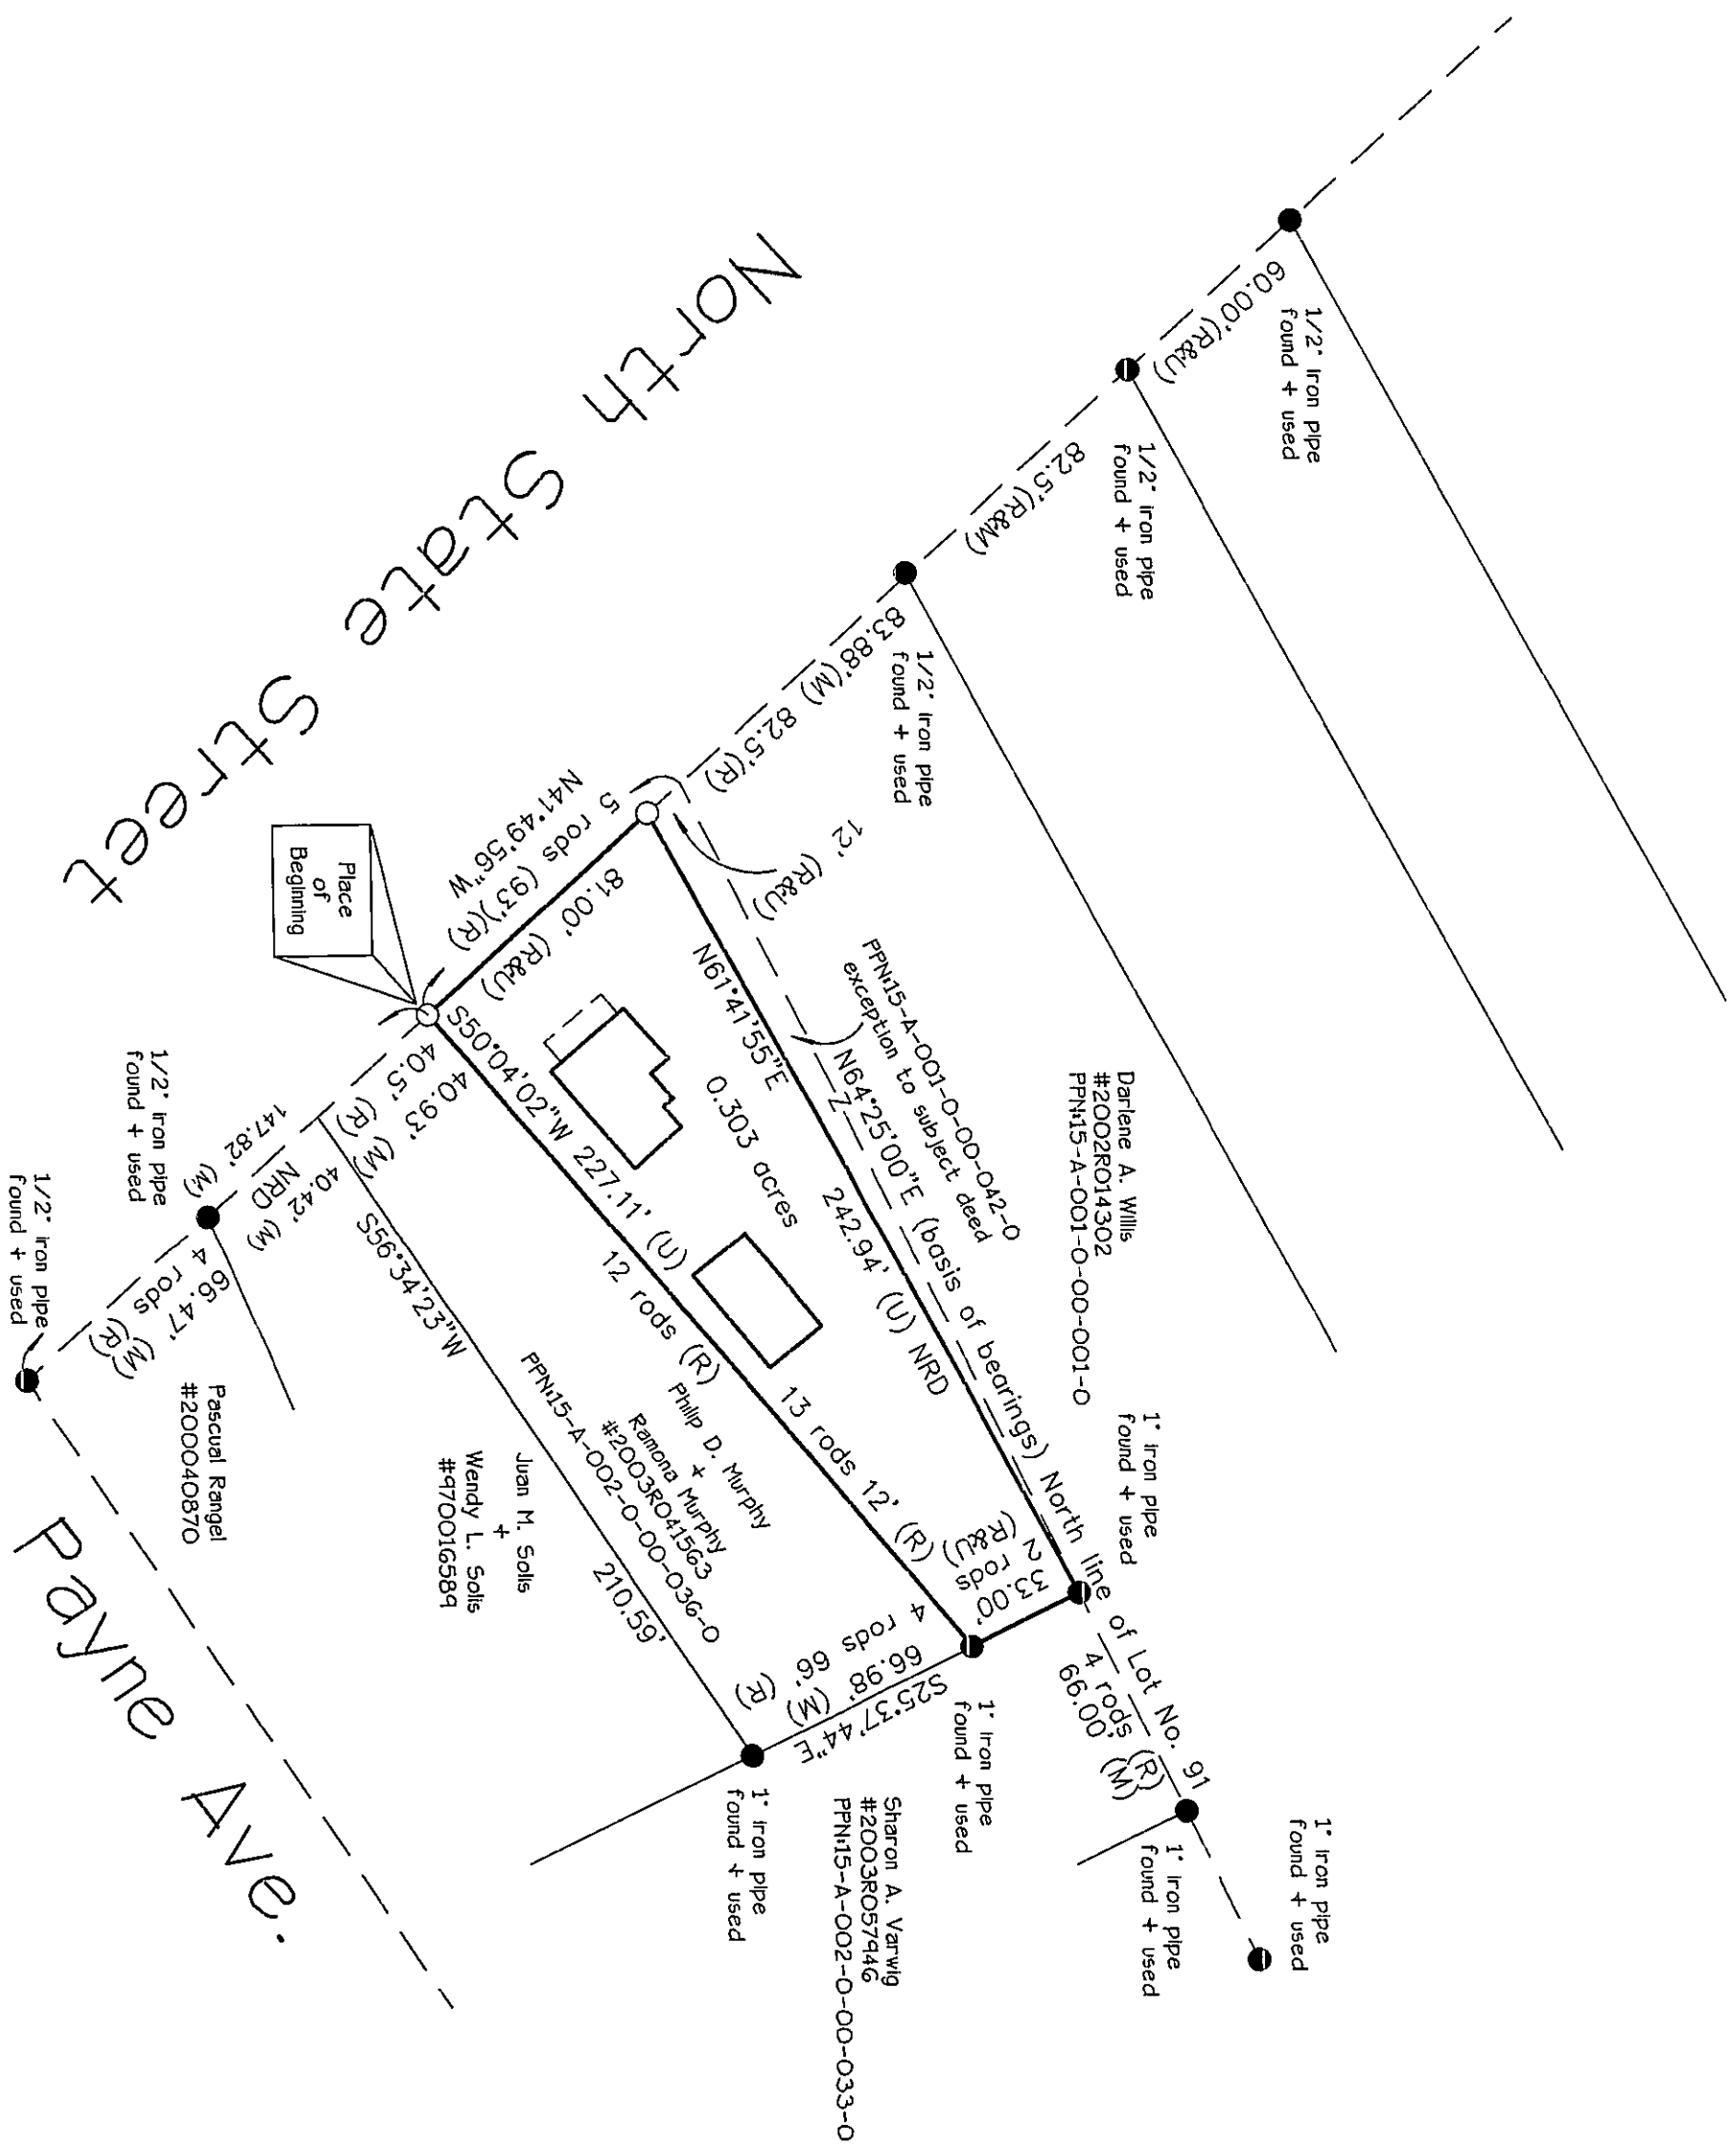 North State Street
Payne Ave.
1/2" iron pipe
found + used
60.00'(R&U)
1/2" iron pipe
found + used
82.5'(R&M)
1/2" iron pipe
found + used
83.88'(M) 82.5'(R)
12' (R&U)
5 rods (93')(R)
N41°49'56"W
81.00' (R&U)
Place
of
Beginning
N61°41'55"E
242.94' (U) NRD
PPN:15-A-001-0-00-042-0
exception to subject deed
N64°25'00"E (basis of bearings) North line of Lot No. 91
Darlene A. Willis
#2002R014302
PPN:15-A-001-0-00-001-0
0.303 acres
S50°04'02"W 227.11' (U)
12 rods (R)
13 rods 12' (R)
33.00'
2 rods
(R&U)
1" iron pipe
found + used
4 rods (R)
66.00' (M)
1" iron pipe
found + used
1" iron pipe
found + used
1" iron pipe
found + used
S25°37'44"E
66.98' (M)
4 rods 66' (R)
1" iron pipe
found + used
Sharon A. Varwig
#2003R057946
PPN:15-A-002-0-00-033-0
Philip D. Murphy
+
Ramona Murphy
#2003R041563
PPN:15-A-002-0-00-036-0
S56°34'23"W
210.59'
Juan M. Solis
+
Wendy L. Solis
#970016589
40.93' (M)
40.5' (R)
40.42'
NRD (M)
147.82' (M)
1/2" iron pipe
found + used
66.47' (M)
4 rods (R)
1/2" iron pipe
found + used
Pascual Rangel
#200040870